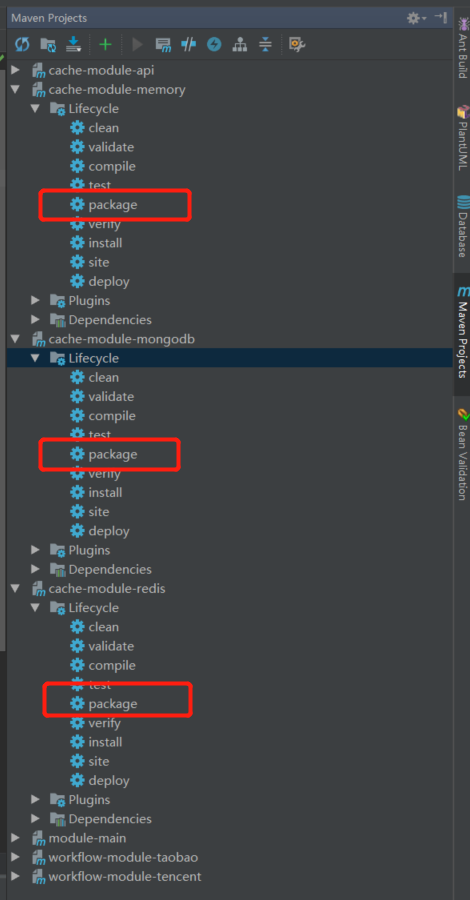 Maven Projects
cache-module-api
cache-module-memory
Lifecycle
clean
validate
compile
test
package
verify
install
site
deploy
Plugins
Dependencies
cache-module-mongodb
Lifecycle
clean
validate
compile
test
package
verify
install
site
deploy
Plugins
Dependencies
cache-module-redis
Lifecycle
clean
validate
compile
test
package
verify
install
site
deploy
Plugins
Dependencies
module-main
workflow-module-taobao
workflow-module-tencent
Ant Build
PlantUML
Database
Maven Projects
Bean Validation